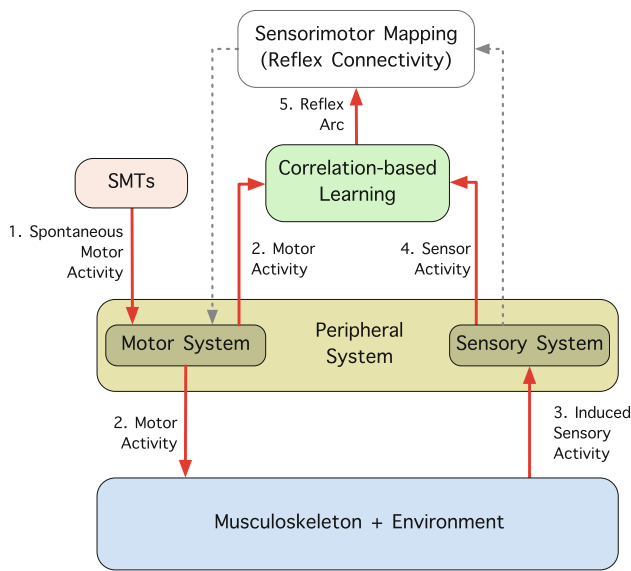 Sensorimotor Mapping
(Reflex Connectivity)
5. Reflex
Arc
Correlation-based
Learning
SMTs
1. Spontaneous
Motor
Activity
2. Motor
Activity
4. Sensor
Activity
Peripheral
System
Motor System
Sensory System
2. Motor
Activity
3. Induced
Sensory
Activity
Musculoskeleton + Environment